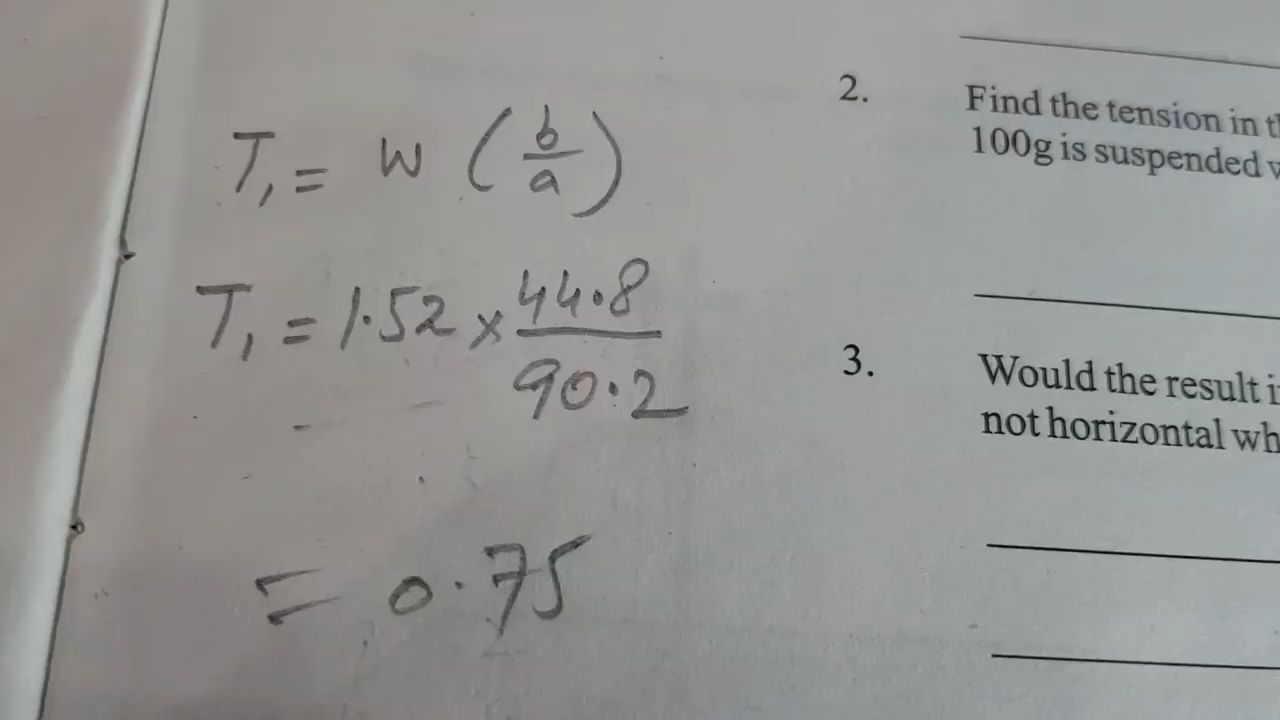 T₁ = W (b/a)
T₁ = 1.52 × 44.8/90.2
= 0.75
2. Find the tension in
100g is suspended
3. Would the result
not horizontal